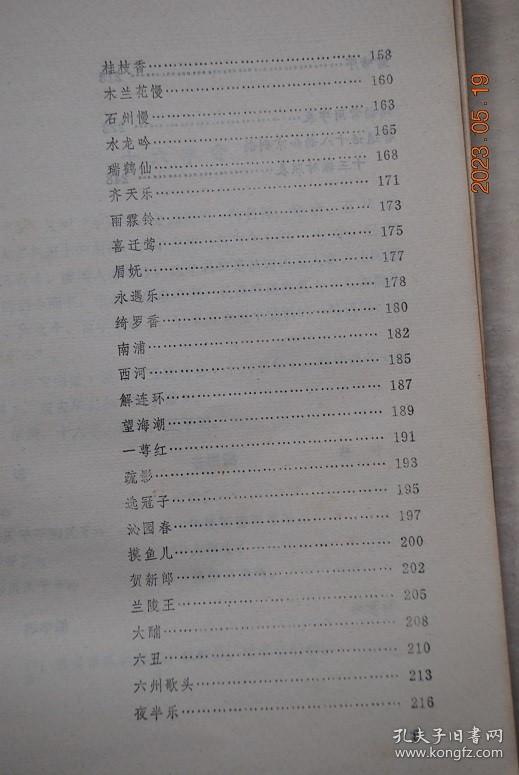 桂枝香………………………………158
木兰花慢……………………………160
石州慢………………………………163
水龙吟………………………………165
瑞鹤仙………………………………168
齐天乐………………………………171
雨霖铃………………………………173
喜迁莺………………………………175
眉妩…………………………………177
永遇乐………………………………178
绮罗香………………………………180
南浦…………………………………182
西河…………………………………185
解连环………………………………187
望海潮………………………………189
一萼红………………………………191
疏影…………………………………193
选冠子………………………………195
沁园春………………………………197
摸鱼儿………………………………200
贺新郎………………………………202
兰陵王………………………………205
大酺…………………………………208
六丑…………………………………210
六州歌头……………………………213
夜半乐………………………………216
2023.05.19
孔夫子旧书网
www.kongfz.com